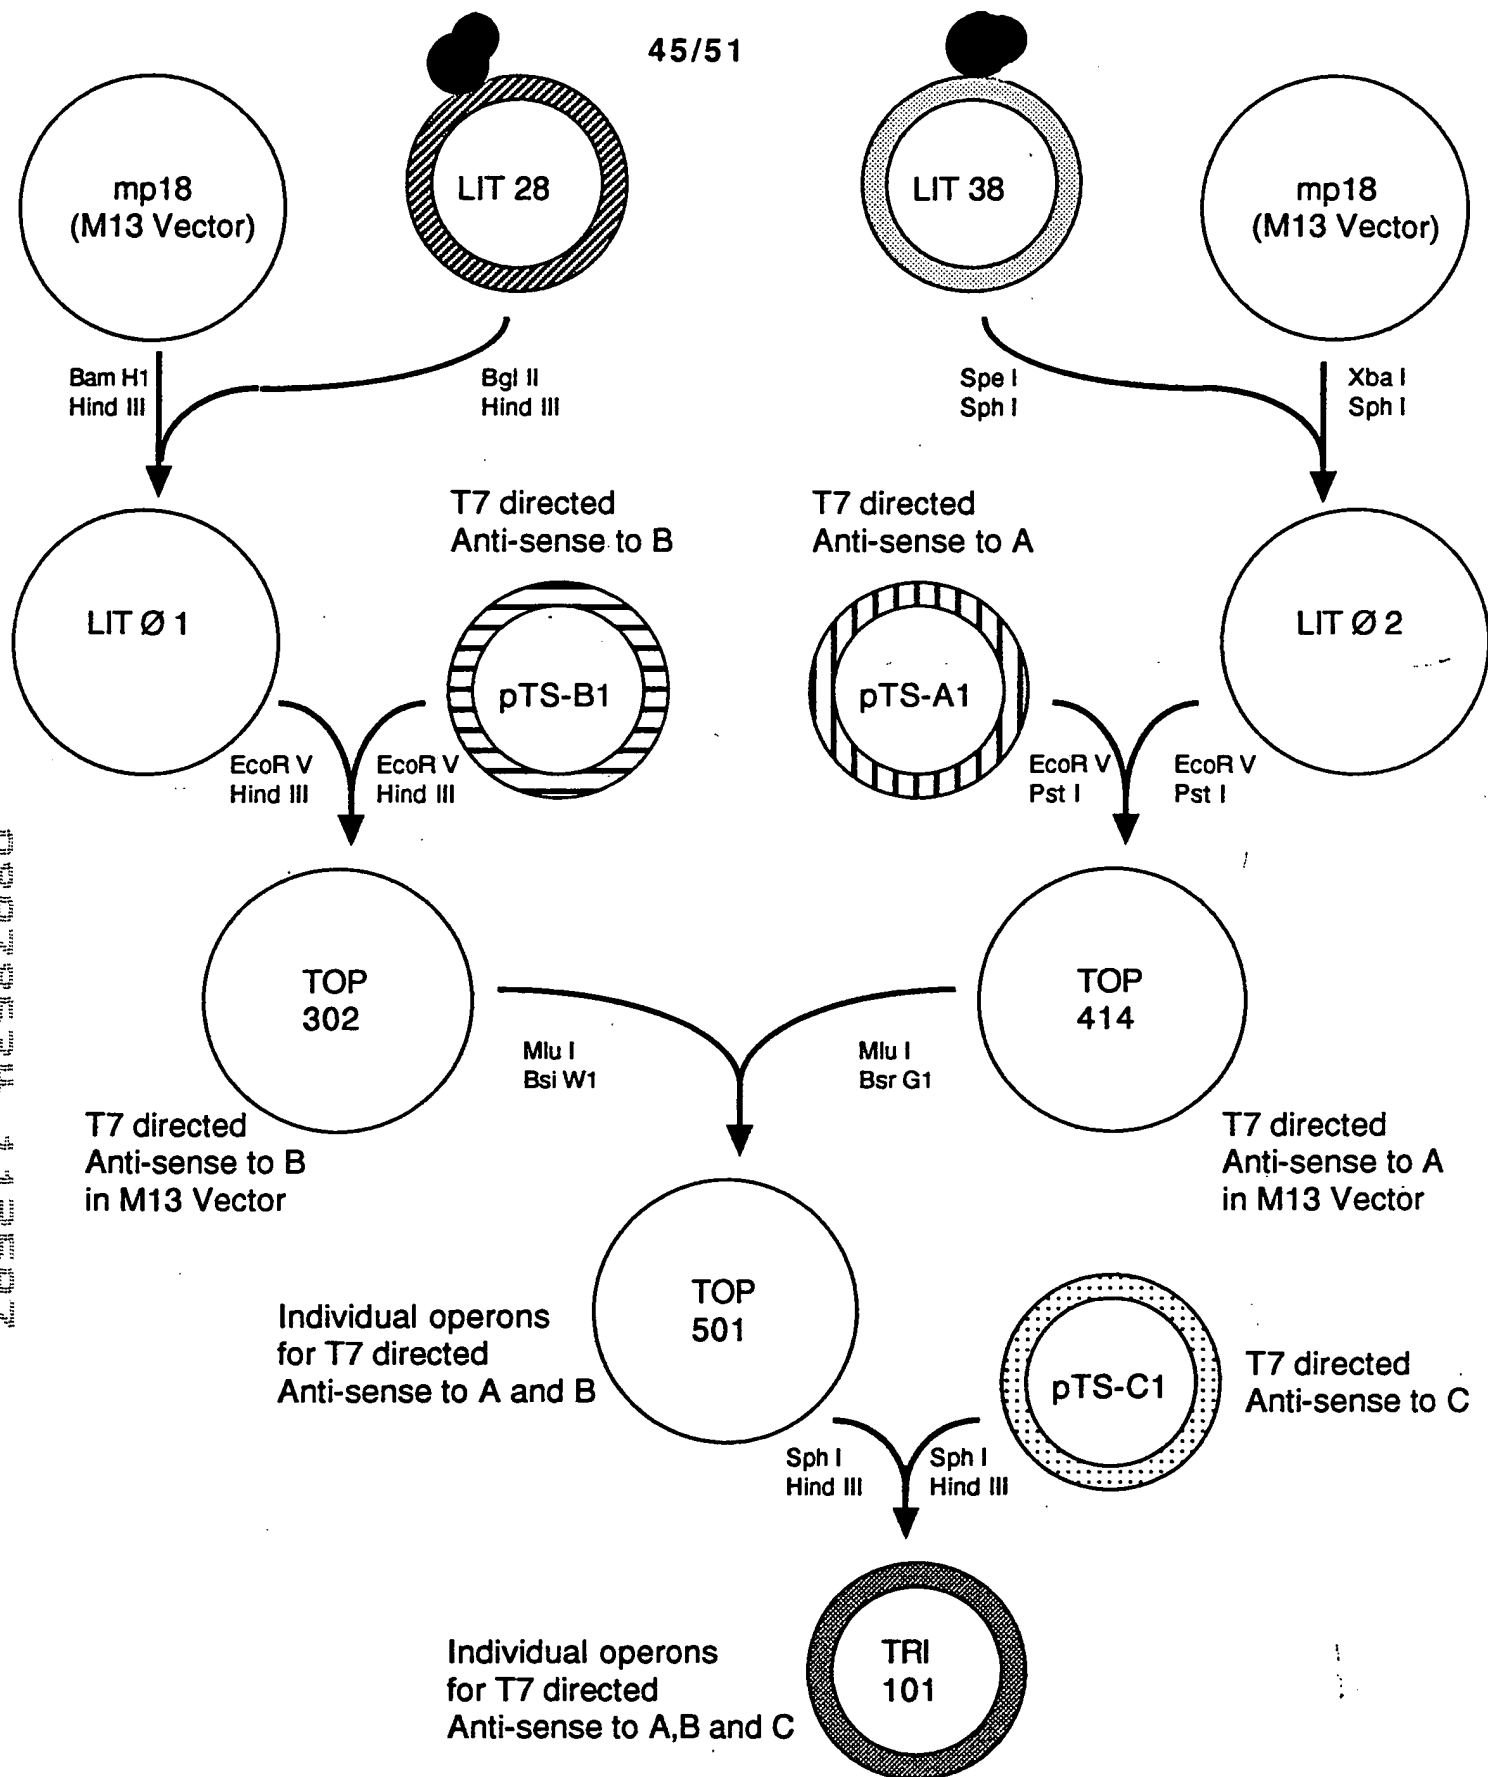 45/51
mp18
(M13 Vector)
LIT 28
LIT 38
mp18
(M13 Vector)
Bam H1
Hind III
Bgl II
Hind III
Spe I
Sph I
Xba I
Sph I
T7 directed
Anti-sense to B
T7 directed
Anti-sense to A
LIT Ø 1
pTS-B1
pTS-A1
LIT Ø 2
EcoR V
Hind III
EcoR V
Hind III
EcoR V
Pst I
EcoR V
Pst I
TOP
302
TOP
414
Mlu I
Bsi W1
Mlu I
Bsr G1
T7 directed
Anti-sense to B
in M13 Vector
T7 directed
Anti-sense to A
in M13 Vector
TOP
501
Individual operons
for T7 directed
Anti-sense to A and B
pTS-C1
T7 directed
Anti-sense to C
Sph I
Hind III
Sph I
Hind III
TRI
101
Individual operons
for T7 directed
Anti-sense to A,B and C